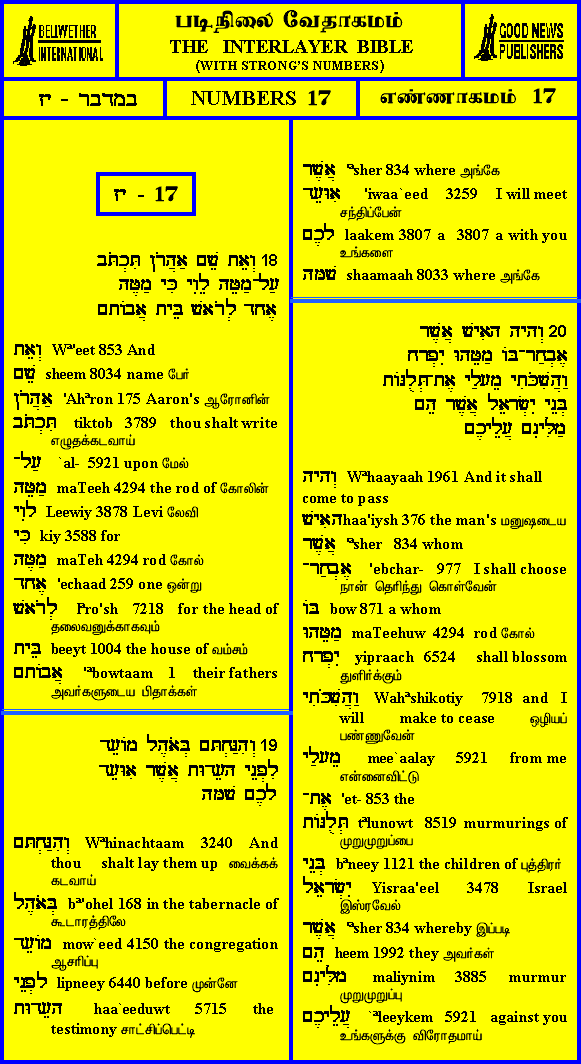 BELLWETHER
INTERNATIONAL
படிநிலை வேதாகமம்
THE INTERLAYER BIBLE
(WITH STRONG'S NUMBERS)
GOOD NEWS
PUBLISHERS
במדבר - יז
NUMBERS 17
எண்ணாகமம் 17
יז - 17
18 וְאֵת שֵׁם אַהֲרֹן תִּכְתֹּב
עַל־מַטֵּה לֵוִי כִּי מַטֶּה
אֶחָד לְרֹאשׁ בֵּית אֲבוֹתָם
וְאֵת Wª'eet 853 And
שֵׁם sheem 8034 name பேர்
אַהֲרֹן 'Ahªron 175 Aaron's ஆரோனின்
תִּכְתֹּב tiktob 3789 thou shalt write
எழுதக்கடவாய்
עַל־ `al- 5921 upon மேல்
מַטֵּה maTeeh 4294 the rod of கோலின்
לֵוִי Leewiy 3878 Levi லேவி
כִּי kiy 3588 for
מַטֶּה maTeh 4294 rod கோல்
אֶחָד 'echaad 259 one ஒன்று
לְרֹאשׁ Pro'sh 7218 for the head of
தலைவனுக்காகவும்
בֵּית beeyt 1004 the house of வம்சம்
אֲבוֹתָם 'ªbowtaam 1 their fathers
அவர்களுடைய பிதாக்கள்
19 וְהִנַּחְתָּם בְּאֹהֶל מוֹעֵד
לִפְנֵי הָעֵדוּת אֲשֶׁר אִוָּעֵד
לָכֶם שָׁמָּה
וְהִנַּחְתָּם Wªhinachtaam 3240 And
thou shalt lay them up வைக்கக்
கடவாய்
בְּאֹהֶל bª'ohel 168 in the tabernacle of
கூடாரத்திலே
מוֹעֵד mow`eed 4150 the congregation
ஆசரிப்பு
לִפְנֵי lipneey 6440 before முன்னே
הָעֵדוּת haa`eeduwt 5715 the
testimony சாட்சிப்பெட்டி
אֲשֶׁר 'ªsher 834 where அங்கே
אִוָּעֵד 'iwaa`eed 3259 I will meet
சந்திப்பேன்
לָכֶם laakem 3807 a 3807 a with you
உங்களை
שָׁמָּה shaamaah 8033 where அங்கே
20 וְהָיָה הָאִישׁ אֲשֶׁר
אֶבְחַר־בּוֹ מַטֵּהוּ יִפְרָח
וַהֲשִׁכֹּתִי מֵעָלַי אֶת־תְּלֻנּוֹת
בְּנֵי יִשְׂרָאֵל אֲשֶׁר הֵם
מַלִּינִם עֲלֵיכֶם
וְהָיָה Wªhaayaah 1961 And it shall
come to pass
הָאִישׁ haa'iysh 376 the man's மனுஷடைய
אֲשֶׁר 'ªsher 834 whom
אֶבְחַר־ 'ebchar- 977 I shall choose
நான் தெரிந்து கொள்வேன்
בּוֹ bow 871 a whom
מַטֵּהוּ maTeehuw 4294 rod கோல்
יִפְרָח yipraach 6524 shall blossom
துளிர்க்கும்
וַהֲשִׁכֹּתִי Wahªshikotiy 7918 and I
will make to cease ஒழியப்
பண்ணுவேன்
מֵעָלַי mee`aalay 5921 from me
என்னைவிட்டு
אֶת־ 'et- 853 the
תְּלֻנּוֹת tªlunowt 8519 murmurings of
முறுமுறுப்பை
בְּנֵי bªneey 1121 the children of புத்திரர்
יִשְׂרָאֵל Yisraa'eel 3478 Israel
இஸ்ரவேல்
אֲשֶׁר 'ªsher 834 whereby இப்படி
הֵם heem 1992 they அவர்கள்
מַלִּינִם maliynim 3885 murmur
முறுமுறுப்பு
עֲלֵיכֶם `ªleeykem 5921 against you
உங்களுக்கு விரோதமாய்